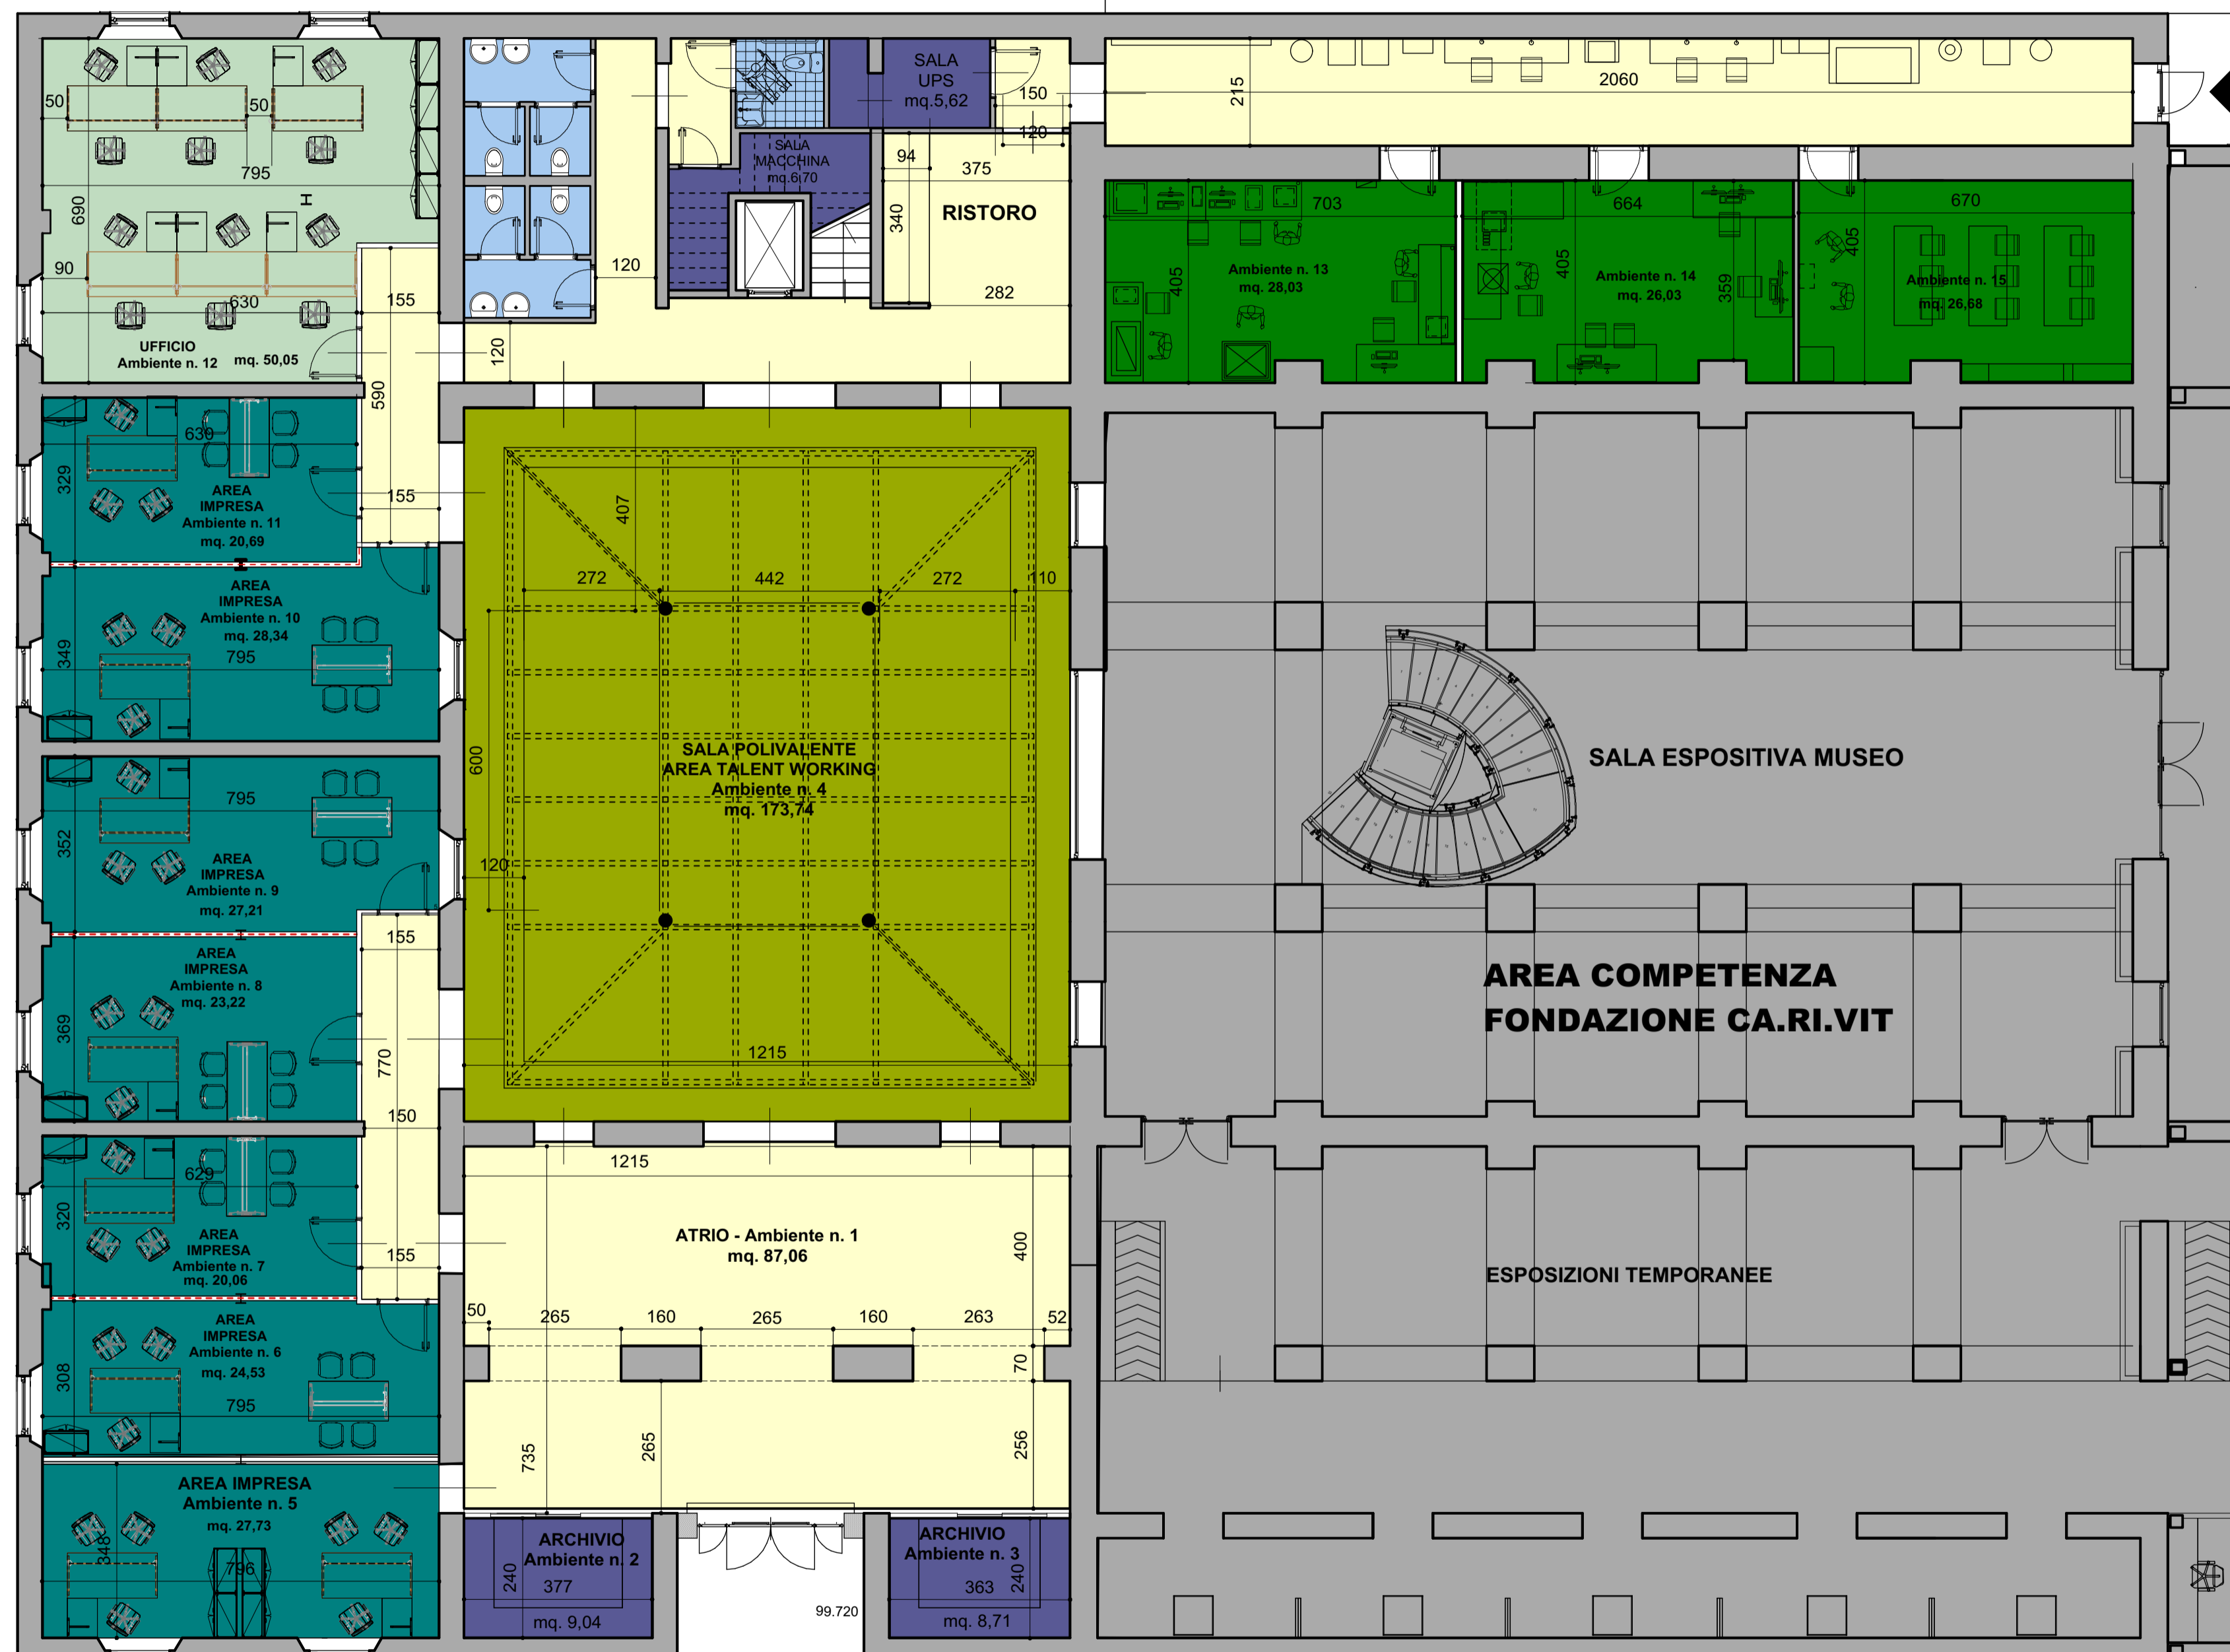 50
50
795
690
90
630
155
UFFICIO
Ambiente n. 12 mq. 50,05
590
120
120
SALA
UPS
mq.5,62
SALA
MACCHINA
mq.6,70
150
120
94
375
340
RISTORO
282
215
2060
703
405
Ambiente n. 13
mq. 28,03
664
405
359
Ambiente n. 14
mq. 26,03
670
405
Ambiente n. 15
mq. 26,68
630
329
AREA
IMPRESA
Ambiente n. 11
mq. 20,69
155
AREA
IMPRESA
Ambiente n. 10
mq. 28,34
349
795
407
272
442
272
110
600
SALA POLIVALENTE
AREA TALENT WORKING
Ambiente n. 4
mq. 173,74
120
1215
795
352
AREA
IMPRESA
Ambiente n. 9
mq. 27,21
155
AREA
IMPRESA
Ambiente n. 8
mq. 23,22
369
770
150
629
320
AREA
IMPRESA
Ambiente n. 7
mq. 20,06
155
AREA
IMPRESA
Ambiente n. 6
mq. 24,53
308
795
AREA IMPRESA
Ambiente n. 5
mq. 27,73
348
796
1215
ATRIO - Ambiente n. 1
mq. 87,06
400
50
265
160
265
160
263
52
70
735
265
256
ARCHIVIO
Ambiente n. 2
240
377
mq. 9,04
99.720
ARCHIVIO
Ambiente n. 3
240
363
mq. 8,71
SALA ESPOSITIVA MUSEO
AREA COMPETENZA
FONDAZIONE CA.RI.VIT
ESPOSIZIONI TEMPORANEE